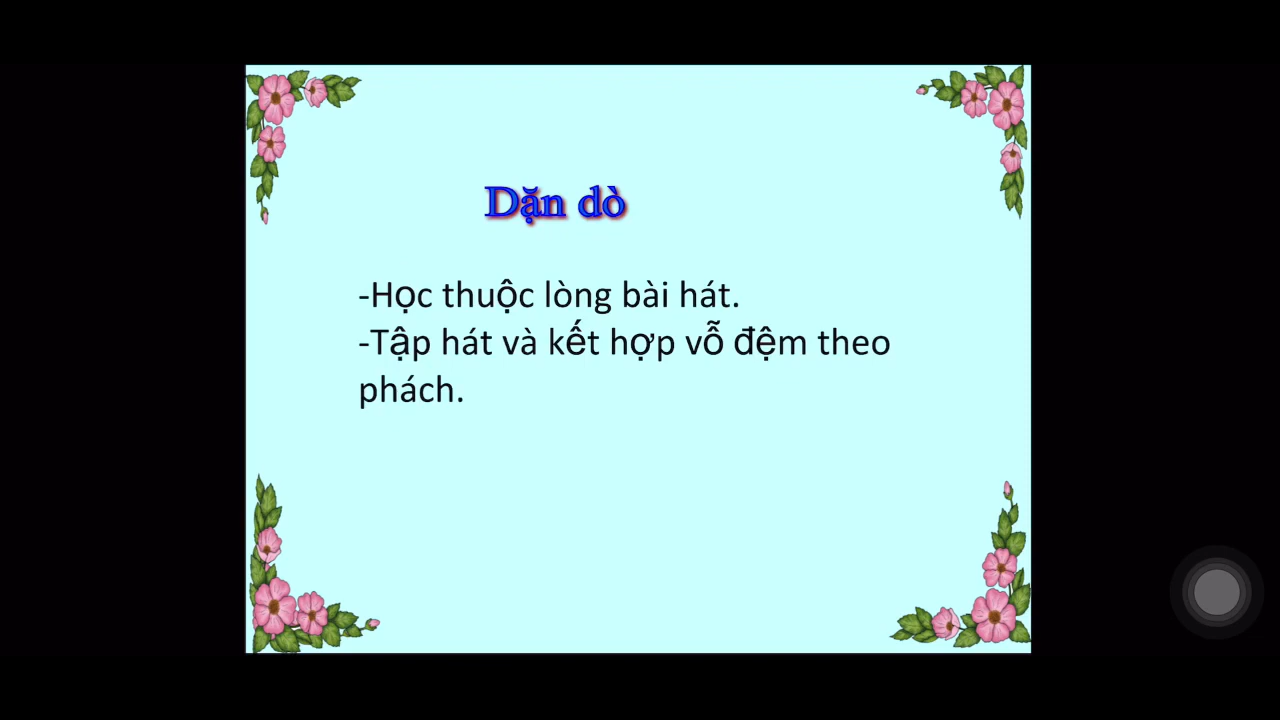 Dặn dò
-Học thuộc lòng bài hát.
-Tập hát và kết hợp vỗ đệm theo
phách.